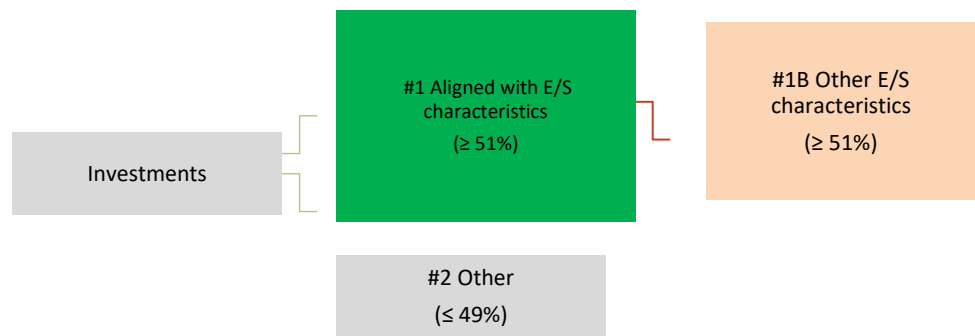 #1 Aligned with E/S
characteristics
(≥ 51%)
#1B Other E/S
characteristics
(≥ 51%)
Investments
#2 Other
(≤ 49%)